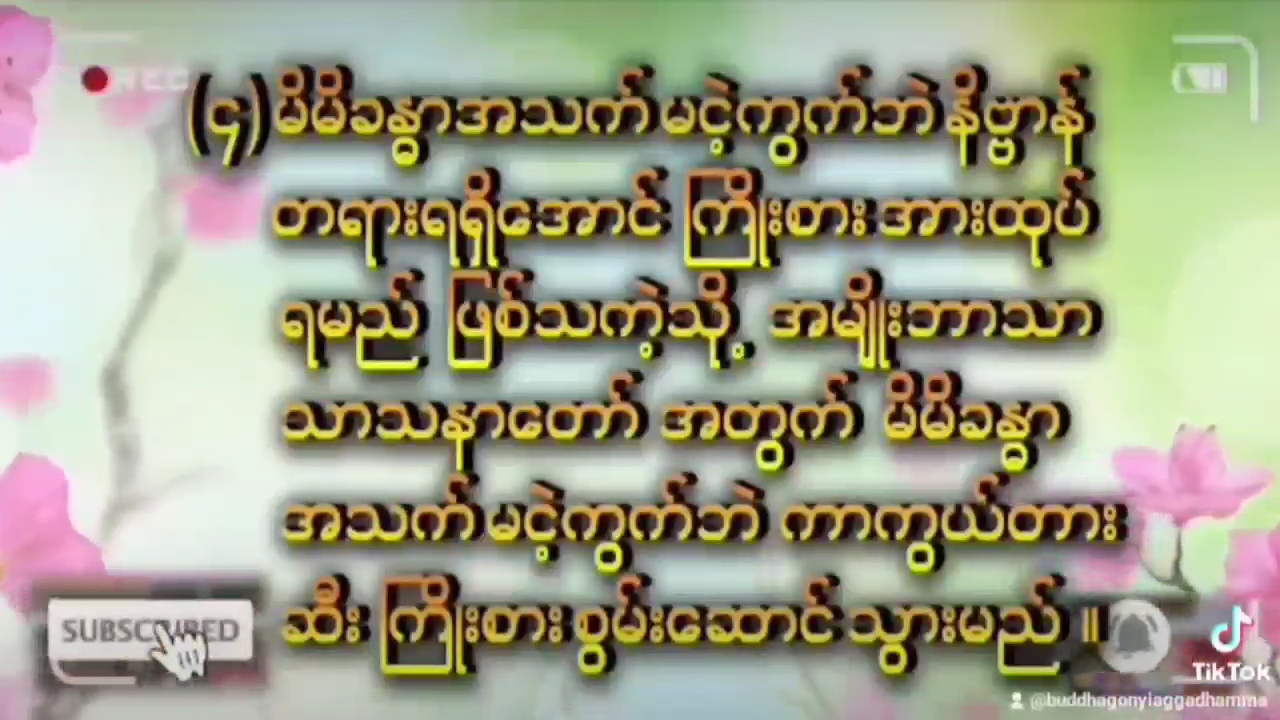 REC
(၄) မိမိခန္ဓာအသက် မငဲ့ကွက်ဘဲ နိဗ္ဗာန်
တရားရရှိအောင် ကြိုးစား အားထုပ်
ရမည် ဖြစ်သကဲ့သို့ အမျိုးဘာသာ
သာသနာတော် အတွက် မိမိခန္ဓာ
အသက် မငဲ့ကွက်ဘဲ ကာကွယ်တား
ဆီး ကြိုးစား စွမ်းဆောင် သွားမည် ။
SUBSCRIBED
TikTok
@buddhagonyiaggadhamma